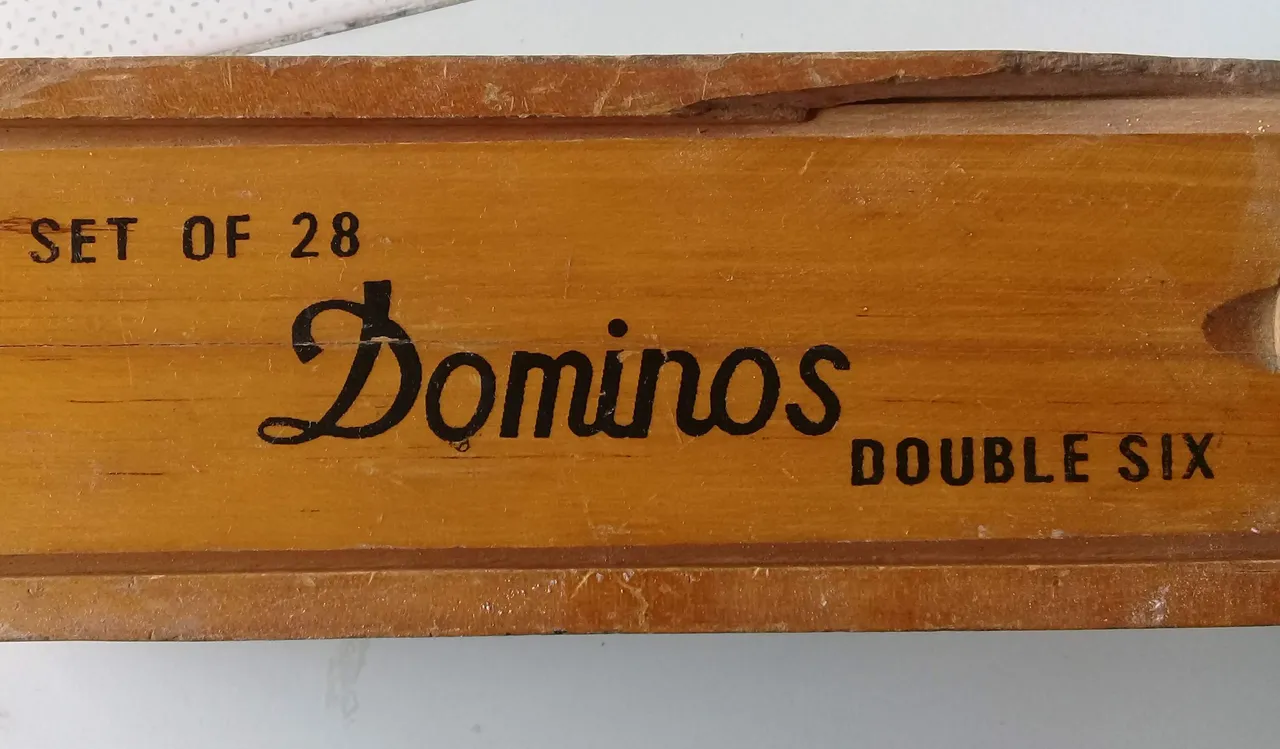 SET OF 28
Dominos
DOUBLE SIX